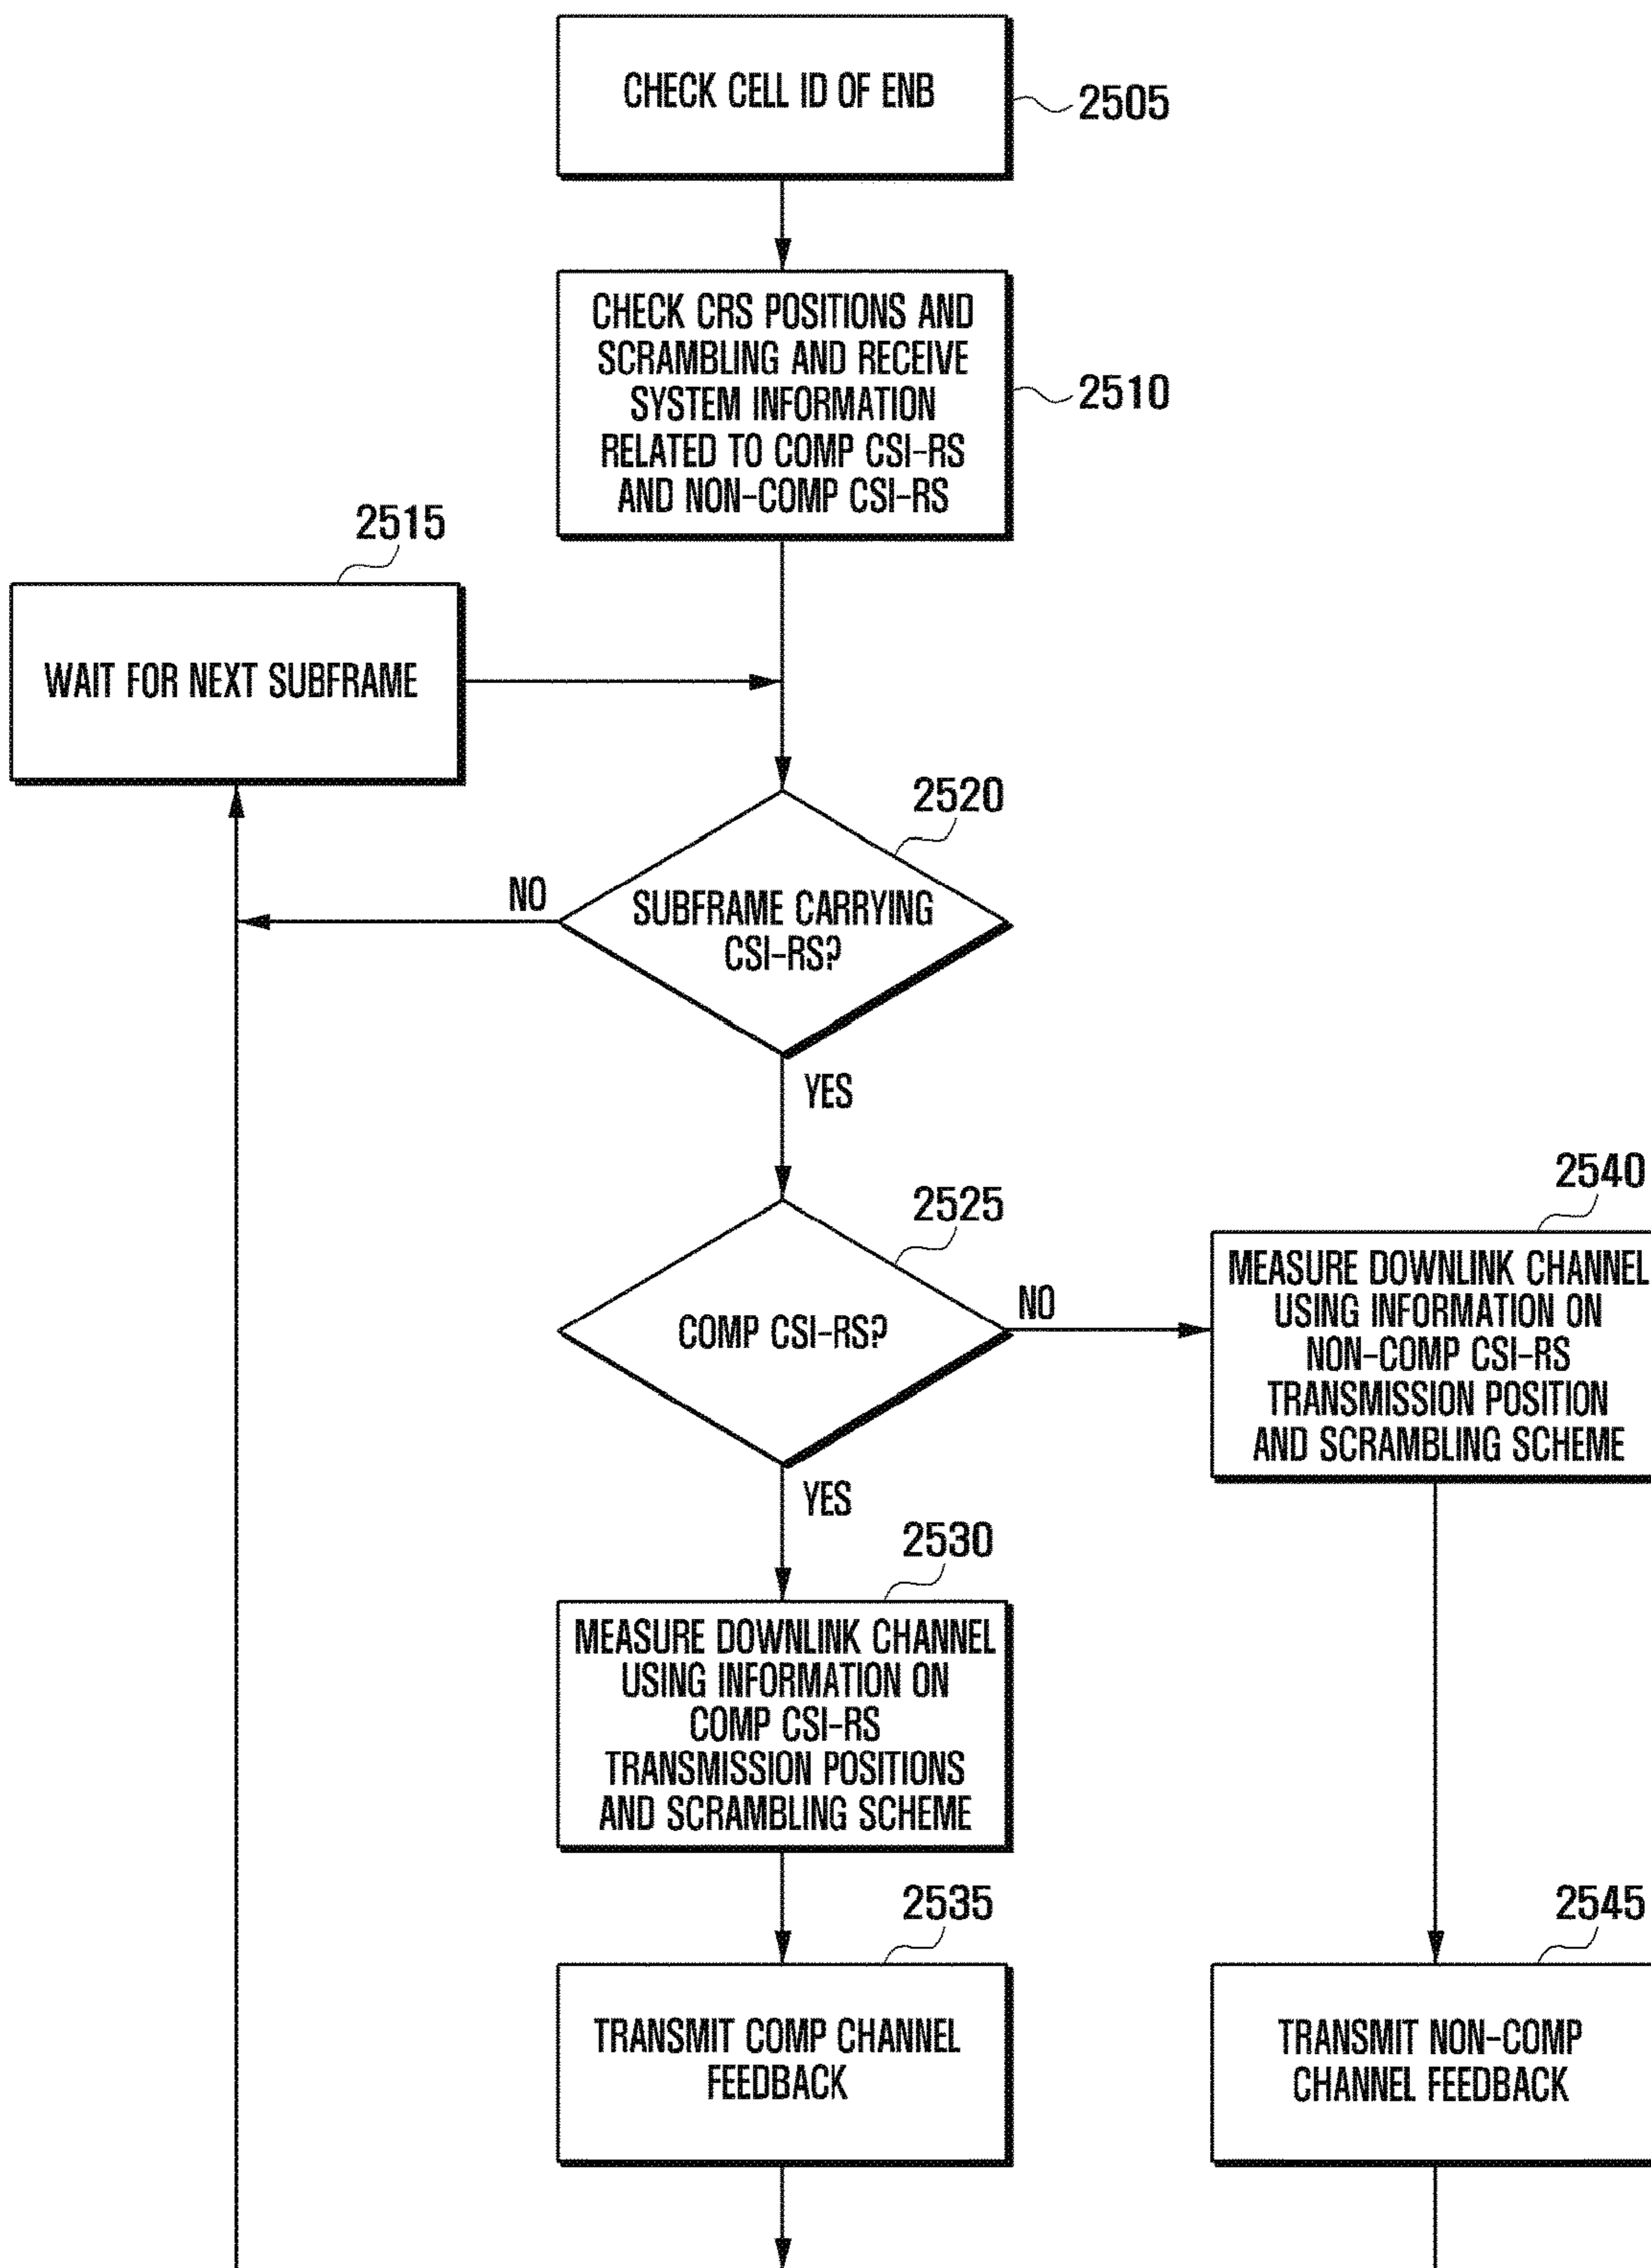 CHECK CELL ID OF ENB
2505
CHECK CRS POSITIONS AND
SCRAMBLING AND RECEIVE
SYSTEM INFORMATION
RELATED TO COMP CSI-RS
AND NON-COMP CSI-RS
2510
2515
WAIT FOR NEXT SUBFRAME
2520
SUBFRAME CARRYING
CSI-RS?
NO
YES
2525
COMP CSI-RS?
NO
YES
2540
MEASURE DOWNLINK CHANNEL
USING INFORMATION ON
NON-COMP CSI-RS
TRANSMISSION POSITION
AND SCRAMBLING SCHEME
2530
MEASURE DOWNLINK CHANNEL
USING INFORMATION ON
COMP CSI-RS
TRANSMISSION POSITIONS
AND SCRAMBLING SCHEME
2535
TRANSMIT COMP CHANNEL
FEEDBACK
2545
TRANSMIT NON-COMP
CHANNEL FEEDBACK